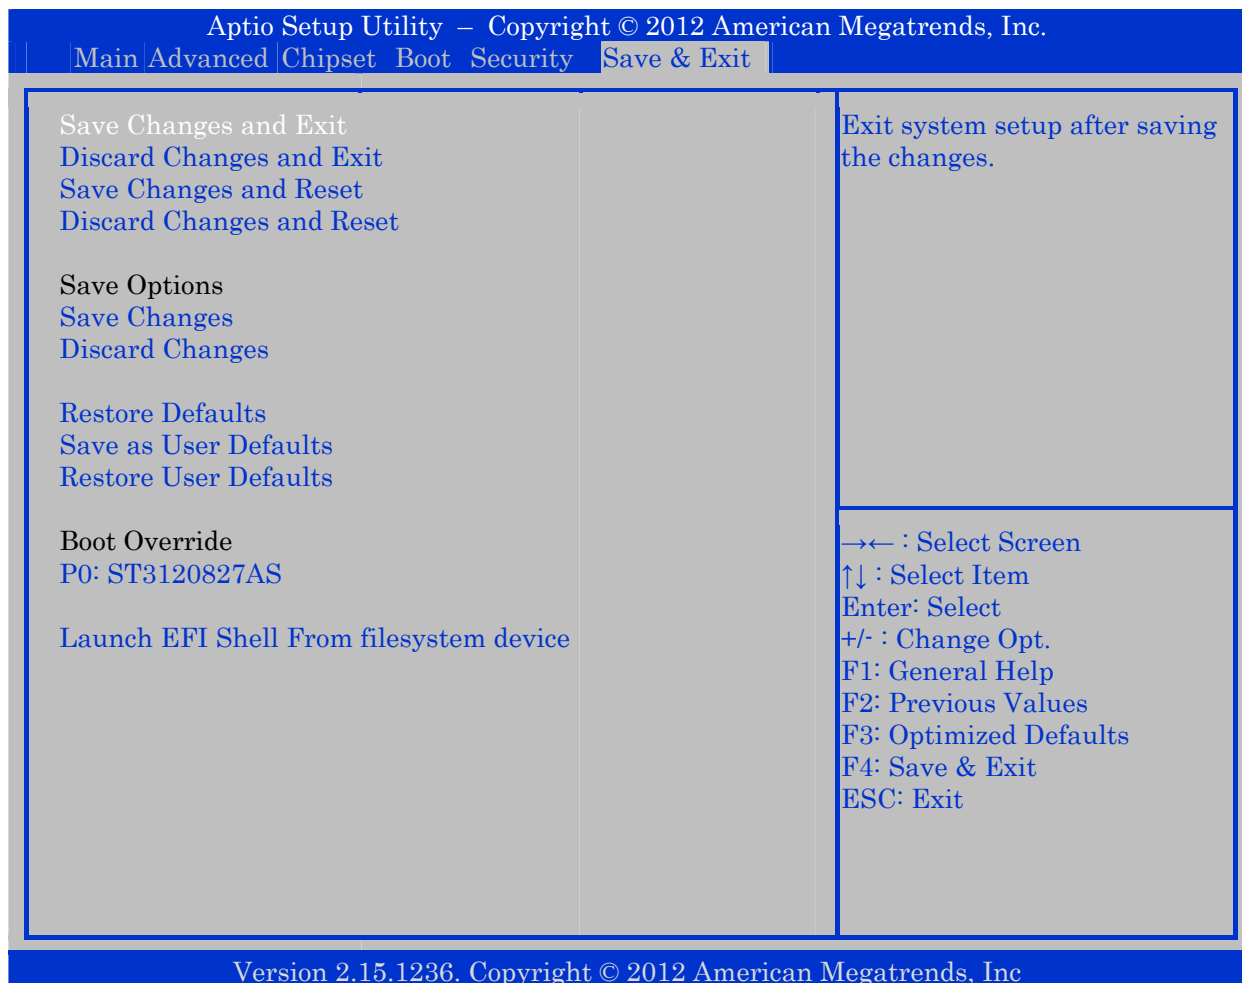 Aptio Setup Utility – Copyright © 2012 American Megatrends, Inc.
Main Advanced Chipset Boot Security Save & Exit
Save Changes and Exit
Discard Changes and Exit
Save Changes and Reset
Discard Changes and Reset
Save Options
Save Changes
Discard Changes
Restore Defaults
Save as User Defaults
Restore User Defaults
Boot Override
P0: ST3120827AS
Launch EFI Shell From filesystem device
Exit system setup after saving
the changes.
→← : Select Screen
↑↓ : Select Item
Enter: Select
+/- : Change Opt.
F1: General Help
F2: Previous Values
F3: Optimized Defaults
F4: Save & Exit
ESC: Exit
Version 2.15.1236. Copyright © 2012 American Megatrends, Inc